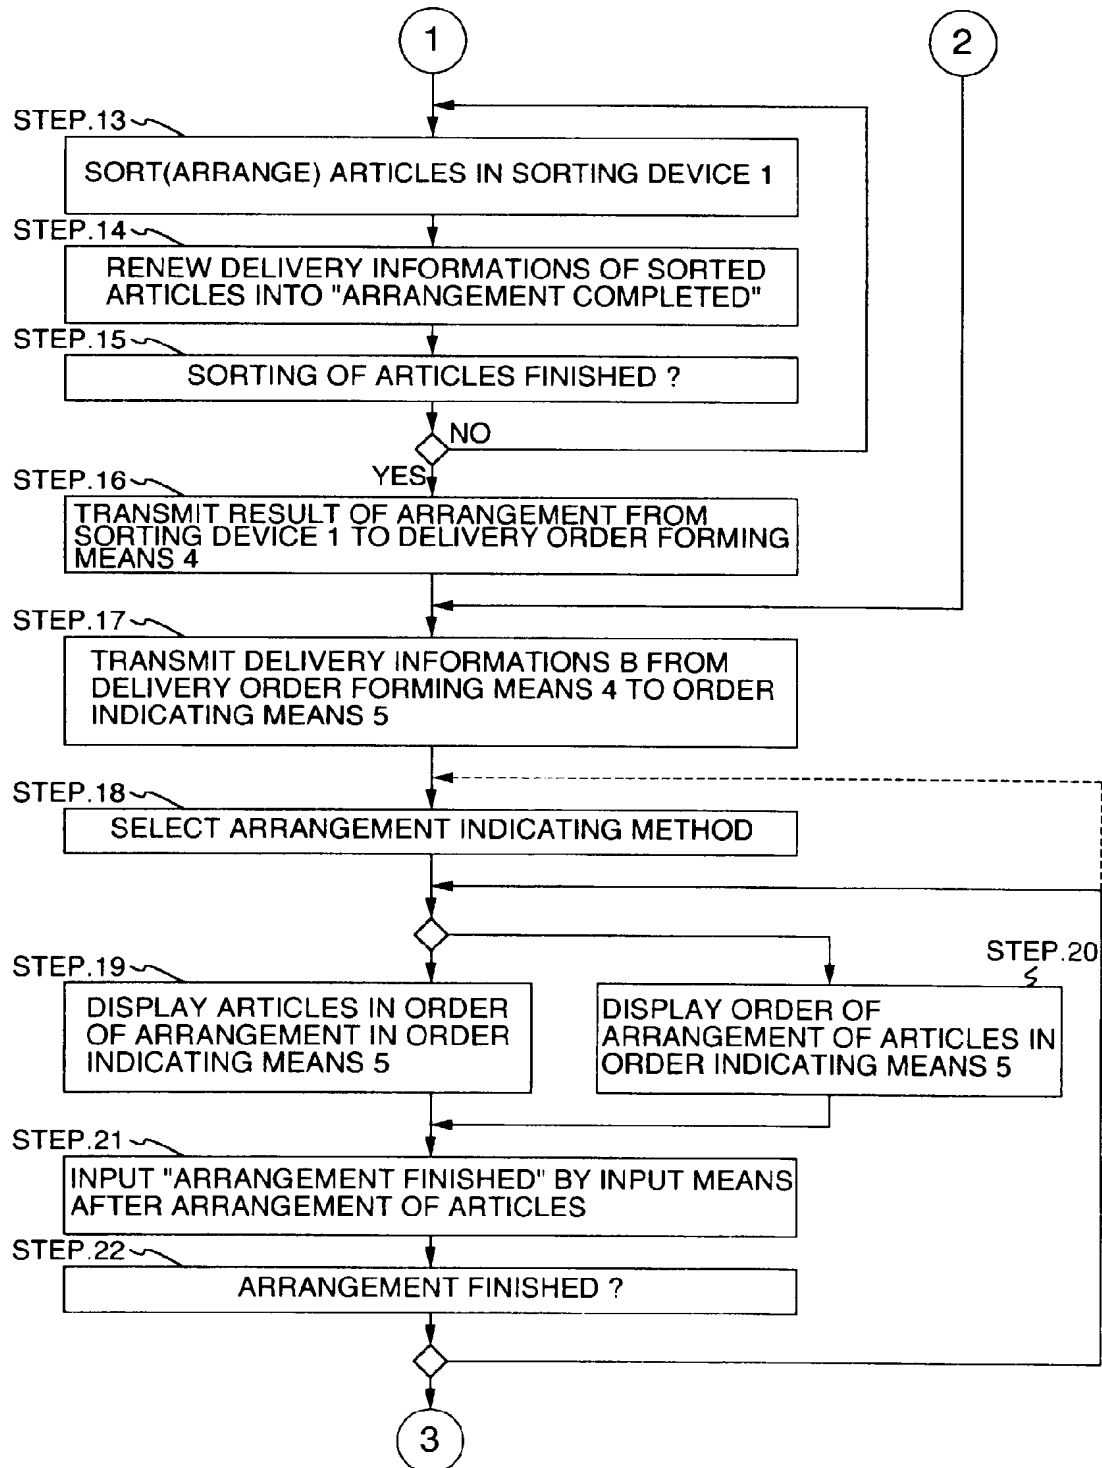 1
2
STEP.13
SORT(ARRANGE) ARTICLES IN SORTING DEVICE 1
STEP.14
RENEW DELIVERY INFORMATIONS OF SORTED
ARTICLES INTO "ARRANGEMENT COMPLETED"
STEP.15
SORTING OF ARTICLES FINISHED ?
NO
YES
STEP.16
TRANSMIT RESULT OF ARRANGEMENT FROM
SORTING DEVICE 1 TO DELIVERY ORDER FORMING
MEANS 4
STEP.17
TRANSMIT DELIVERY INFORMATIONS B FROM
DELIVERY ORDER FORMING MEANS 4 TO ORDER
INDICATING MEANS 5
STEP.18
SELECT ARRANGEMENT INDICATING METHOD
STEP.19
DISPLAY ARTICLES IN ORDER
OF ARRANGEMENT IN ORDER
INDICATING MEANS 5
STEP.20
DISPLAY ORDER OF
ARRANGEMENT OF ARTICLES IN
ORDER INDICATING MEANS 5
STEP.21
INPUT "ARRANGEMENT FINISHED" BY INPUT MEANS
AFTER ARRANGEMENT OF ARTICLES
STEP.22
ARRANGEMENT FINISHED ?
3